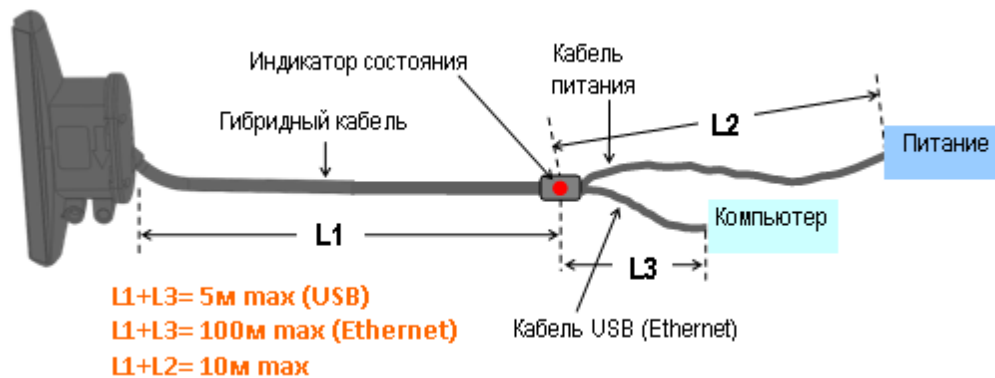 Индикатор состояния
Кабель
питания
Гибридный кабель
L2
Питание
Компьютер
L1
L3
L1+L3= 5м max (USB)
L1+L3= 100м max (Ethernet)
L1+L2= 10м max
Кабель USB (Ethernet)